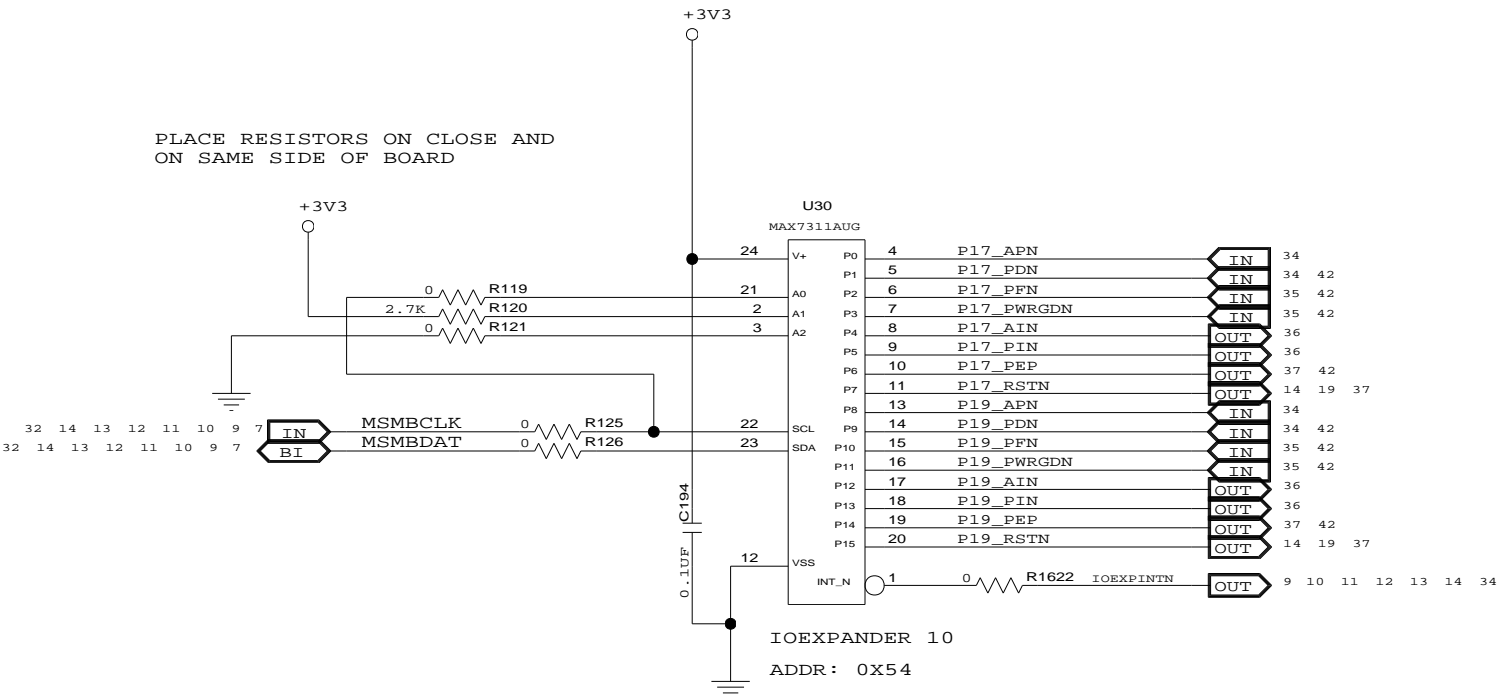 +3V3
PLACE RESISTORS ON CLOSE AND
ON SAME SIDE OF BOARD
+3V3
U30
MAX7311AUG
24 V+ P0 4 P17_APN IN 34
P1 5 P17_PDN IN 34 42
0 R119 21 A0 P2 6 P17_PFN IN 35 42
2.7K R120 2 A1 P3 7 P17_PWRGDN IN 35 42
0 R121 3 A2 P4 8 P17_AIN OUT 36
P5 9 P17_PIN OUT 36
P6 10 P17_PEP OUT 37 42
P7 11 P17_RSTN OUT 14 19 37
P8 13 P19_APN IN 34
32 14 13 12 11 10 9 7 IN MSMBCLK 0 R125 22 SCL P9 14 P19_PDN IN 34 42
32 14 13 12 11 10 9 7 BI MSMBDAT 0 R126 23 SDA P10 15 P19_PFN IN 35 42
P11 16 P19_PWRGDN IN 35 42
P12 17 P19_AIN OUT 36
C194 P13 18 P19_PIN OUT 36
P14 19 P19_PEP OUT 37 42
P15 20 P19_RSTN OUT 14 19 37
0.1UF 12 VSS
INT_N 1 0 R1622 IOEXPINTN OUT 9 10 11 12 13 14 34
IOEXPANDER 10
ADDR: 0X54